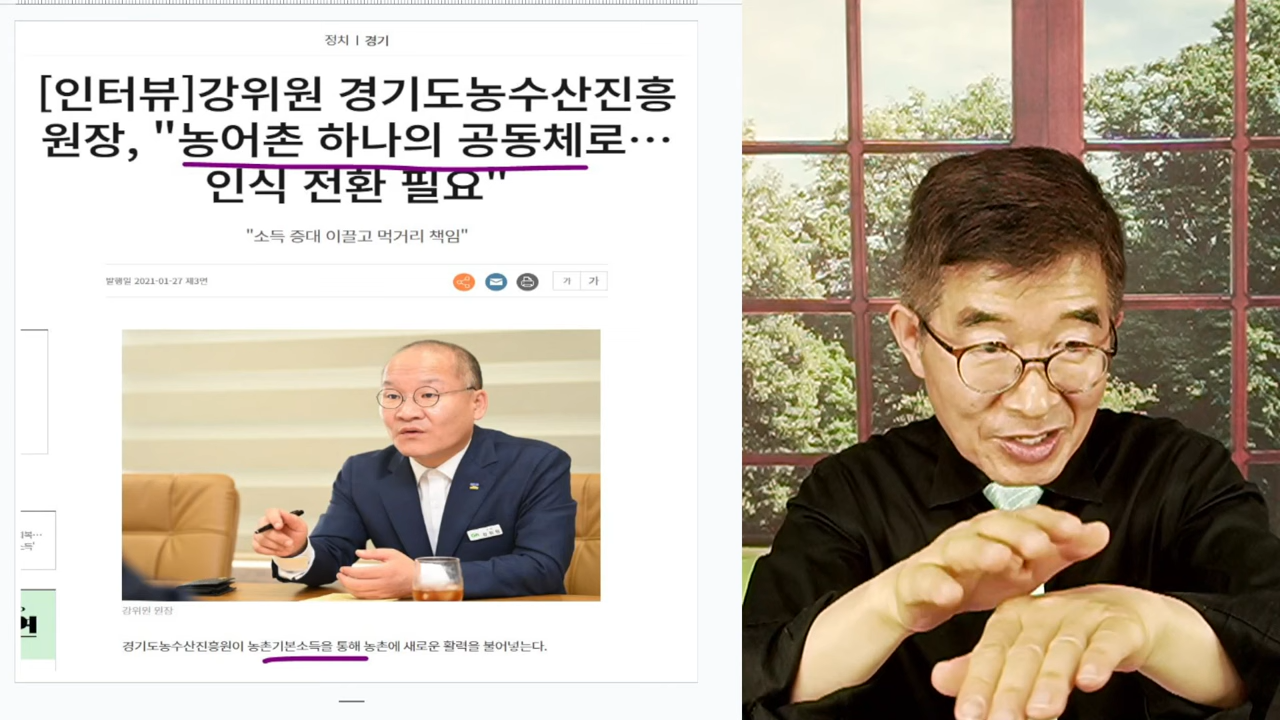 정치 | 경기
[인터뷰]강위원 경기도농수산진흥
원장, "농어촌 하나의 공동체로…
인식 전환 필요"
"소득 증대 이끌고 먹거리 책임"
발행일 2021-01-27 제3면
가 가
강위원 원장
경기도농수산진흥원이 농촌기본소득을 통해 농촌에 새로운 활력을 불어넣는다.